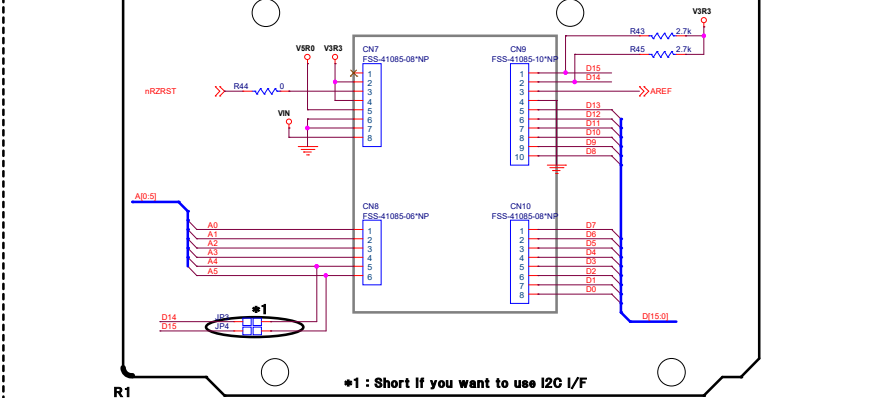 V3R3
R43 2.7k
R45 2.7k
V5R0 V3R3
CN7
FSS-41085-08*NP
CN9
FSS-41085-10*NP
1
2
3
4
5
6
7
8
1
2
3
4
5
6
7
8
9
10
D15
D14
nRZRST
R44 0
AREF
VIN
D13
D12
D11
D10
D9
D8
A[0:5]
CN8
FSS-41085-06*NP
CN10
FSS-41085-08*NP
A0
A1
A2
A3
A4
A5
1
2
3
4
5
6
1
2
3
4
5
6
7
8
D7
D6
D5
D4
D3
D2
D1
D0
*1
D14 JP3
D15 JP4
D[15:0]
*1 : Short if you want to use I2C I/F
R1